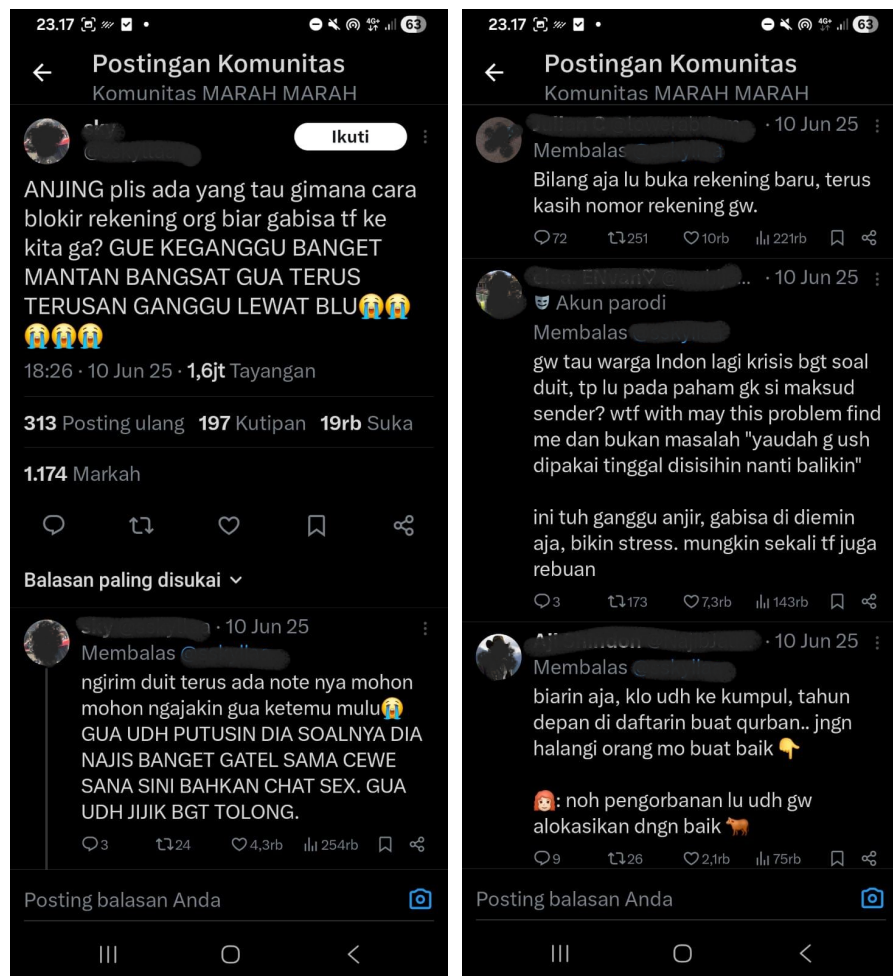 23.17
4G+
63
Postingan Komunitas
Komunitas MARAH MARAH
Ikuti
ANJING plis ada yang tau gimana cara
blokir rekening org biar gabisa tf ke
kita ga? GUE KEGANGGU BANGET
MANTAN BANGSAT GUA TERUS
TERUSAN GANGGU LEWAT BLU😭😭
😭😭😭
18:26 · 10 Jun 25 · 1,6jt Tayangan
313 Posting ulang 197 Kutipan 19rb Suka
1.174 Markah
Balasan paling disukai
· 10 Jun 25
Membalas
ngirim duit terus ada note nya mohon
mohon ngajakin gua ketemu mulu😭
GUA UDH PUTUSIN DIA SOALNYA DIA
NAJIS BANGET GATEL SAMA CEWE
SANA SINI BAHKAN CHAT SEX. GUA
UDH JIJIK BGT TOLONG.
3 24 4,3rb 254rb
Posting balasan Anda
23.17
4G+
63
Postingan Komunitas
Komunitas MARAH MARAH
· 10 Jun 25
Membalas
Bilang aja lu buka rekening baru, terus
kasih nomor rekening gw.
72 251 10rb 221rb
... · 10 Jun 25
🎭 Akun parodi
Membalas
gw tau warga Indon lagi krisis bgt soal
duit, tp lu pada paham gk si maksud
sender? wtf with may this problem find
me dan bukan masalah "yaudah g ush
dipakai tinggal disisihin nanti balikin"
ini tuh ganggu anjir, gabisa di diemin
aja, bikin stress. mungkin sekali tf juga
rebuan
3 173 7,3rb 143rb
· 10 Jun 25
Membalas
biarin aja, klo udh ke kumpul, tahun
depan di daftarin buat qurban.. jngn
halangi orang mo buat baik 👇
👩‍🦰: noh pengorbanan lu udh gw
alokasikan dngn baik 🐂
9 26 2,1rb 75rb
Posting balasan Anda